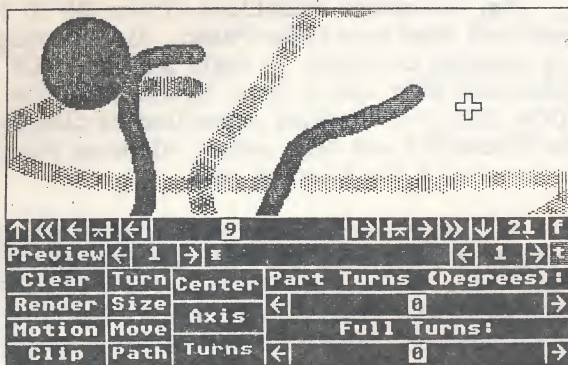 9 21 f
Preview 1 1 t
Clear Turn Center Part Turns (Degrees):
Render Size Axis 0
Motion Move Full Turns:
Clip Path Turns 0